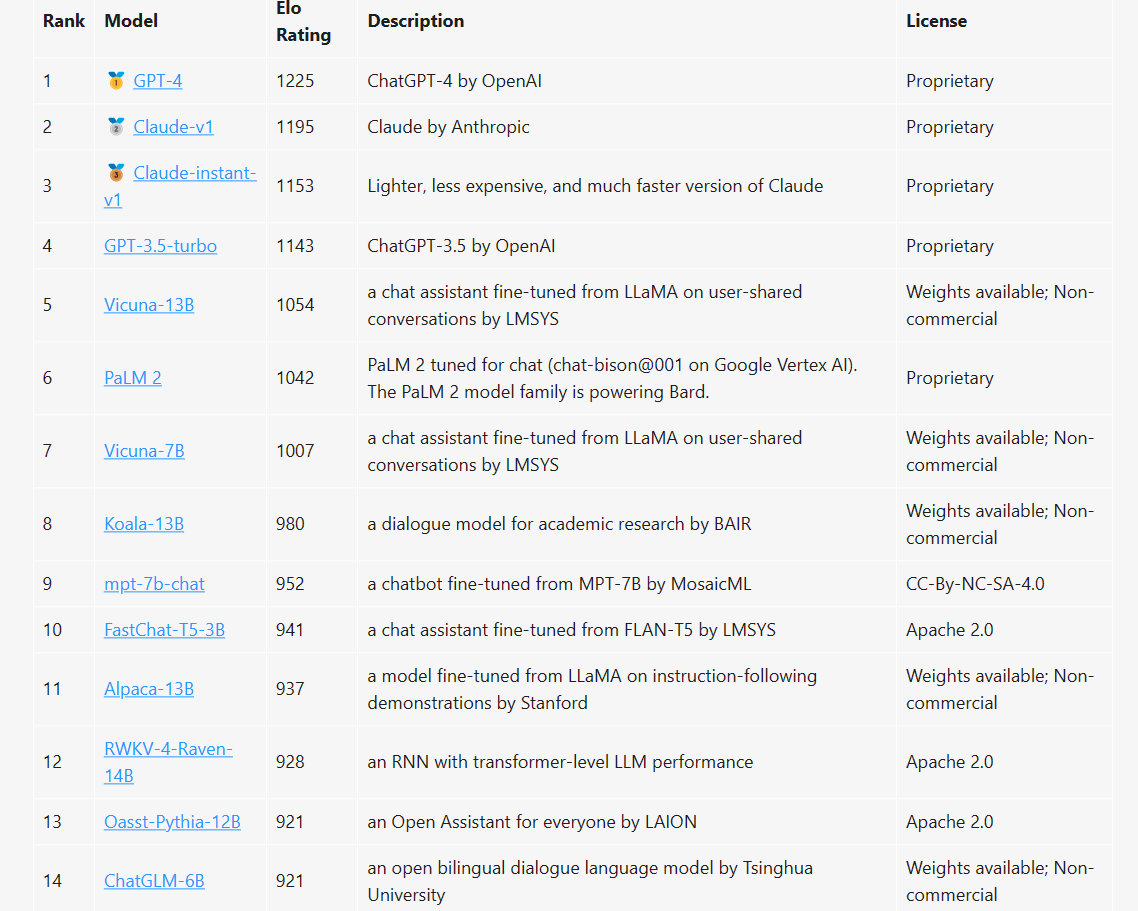 Rank Model Elo Rating Description License
1 GPT-4 1225 ChatGPT-4 by OpenAI Proprietary
2 Claude-v1 1195 Claude by Anthropic Proprietary
3 Claude-instant-v1 1153 Lighter, less expensive, and much faster version of Claude Proprietary
4 GPT-3.5-turbo 1143 ChatGPT-3.5 by OpenAI Proprietary
5 Vicuna-13B 1054 a chat assistant fine-tuned from LLaMA on user-shared conversations by LMSYS Weights available; Non-commercial
6 PaLM 2 1042 PaLM 2 tuned for chat (chat-bison@001 on Google Vertex AI). The PaLM 2 model family is powering Bard. Proprietary
7 Vicuna-7B 1007 a chat assistant fine-tuned from LLaMA on user-shared conversations by LMSYS Weights available; Non-commercial
8 Koala-13B 980 a dialogue model for academic research by BAIR Weights available; Non-commercial
9 mpt-7b-chat 952 a chatbot fine-tuned from MPT-7B by MosaicML CC-By-NC-SA-4.0
10 FastChat-T5-3B 941 a chat assistant fine-tuned from FLAN-T5 by LMSYS Apache 2.0
11 Alpaca-13B 937 a model fine-tuned from LLaMA on instruction-following demonstrations by Stanford Weights available; Non-commercial
12 RWKV-4-Raven-14B 928 an RNN with transformer-level LLM performance Apache 2.0
13 Oasst-Pythia-12B 921 an Open Assistant for everyone by LAION Apache 2.0
14 ChatGLM-6B 921 an open bilingual dialogue language model by Tsinghua University Weights available; Non-commercial